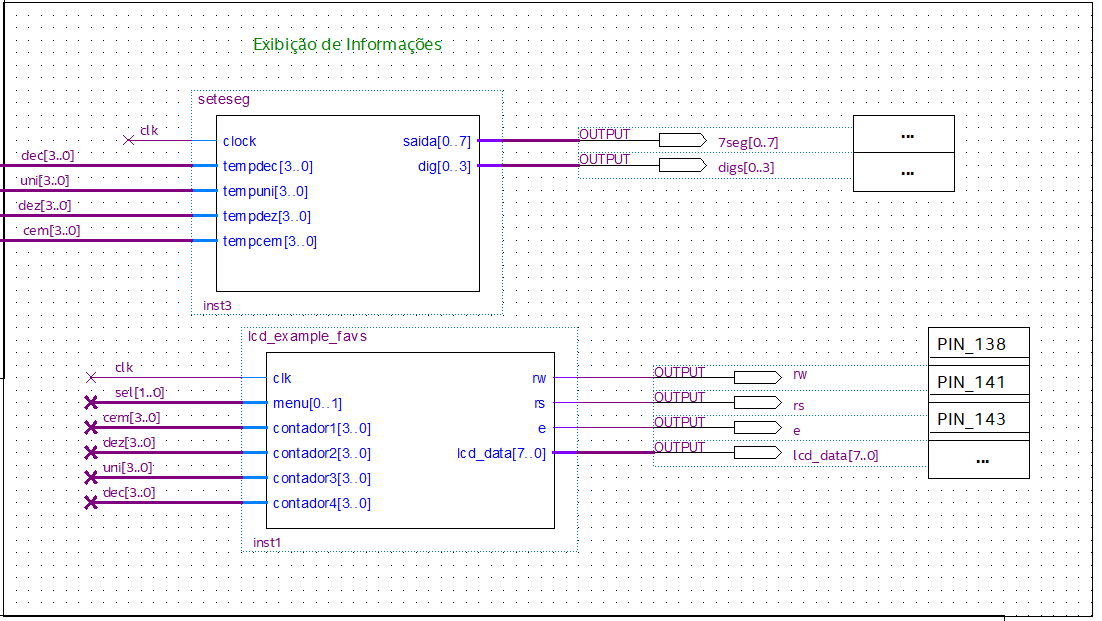 Exibição de Informações
seteseg
clk
clock
saida[0..7]
OUTPUT
7seg[0..7]
...
dec[3..0]
tempdec[3..0]
dig[0..3]
OUTPUT
digs[0..3]
...
uni[3..0]
tempuni[3..0]
dez[3..0]
tempdez[3..0]
cem[3..0]
tempcem[3..0]
inst3
lcd_example_favs
clk
clk
rw
OUTPUT
rw
PIN_138
sel[1..0]
menu[0..1]
rs
OUTPUT
rs
PIN_141
cem[3..0]
contador1[3..0]
e
OUTPUT
e
PIN_143
dez[3..0]
contador2[3..0]
lcd_data[7..0]
OUTPUT
lcd_data[7..0]
...
uni[3..0]
contador3[3..0]
dec[3..0]
contador4[3..0]
inst1